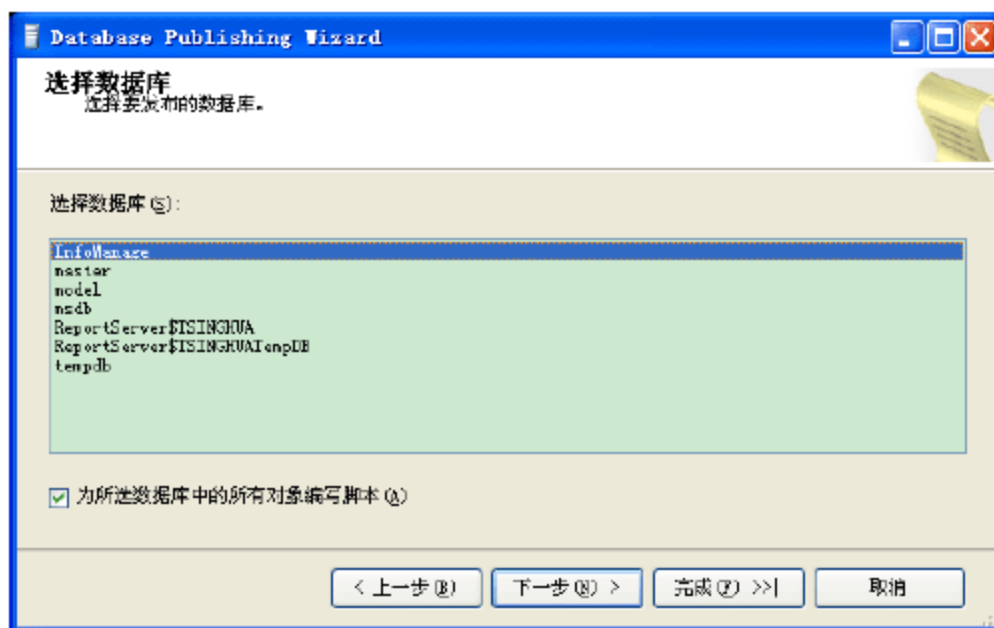 Database Publishing Wizard
选择数据库
选择要发布的数据库。
选择数据库(S):
InfoManage
master
model
msdb
ReportServer$TSINGHUA
ReportServer$TSINGHUATempDB
tempdb
为所选数据库中的所有对象编写脚本(A)
< 上一步(B) 下一步(N) > 完成(F) >>| 取消